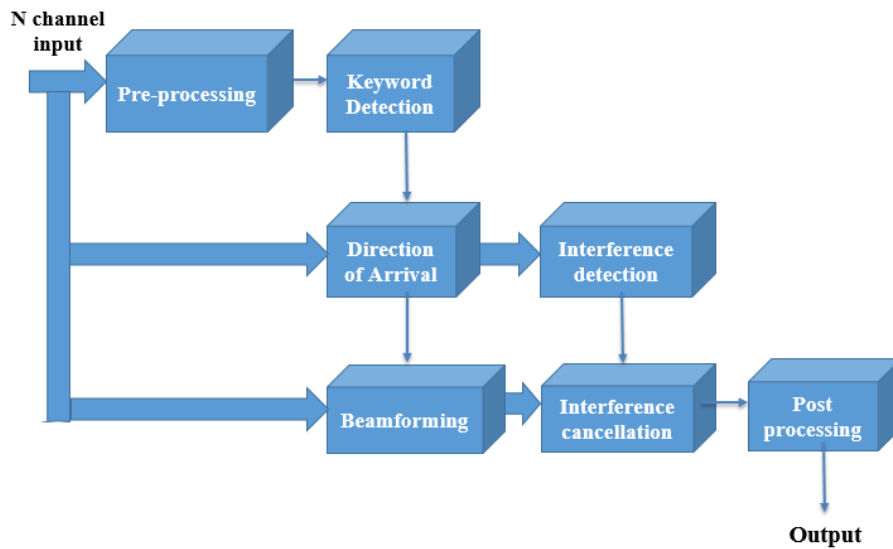 N channel
input
Pre-processing
Keyword
Detection
Direction
of Arrival
Interference
detection
Beamforming
Interference
cancellation
Post
processing
Output